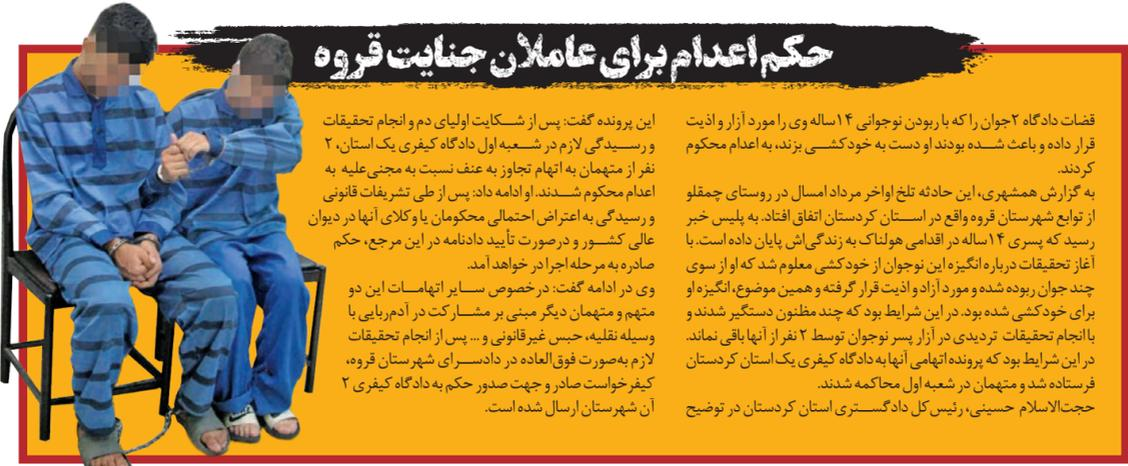 حکم اعدام برای عاملان جنایت قروه
قضات دادگاه ۲جوان را که با ربودن نوجوانی ۱۴ساله وی را مورد آزار و اذیت
قرار داده و باعث شده بودند او دست به خودکشی بزند، به اعدام محکوم
کردند.
به گزارش همشهری، این حادثه تلخ اواخر مرداد امسال در روستای چمقلو
از توابع شهرستان قروه واقع در استان کردستان اتفاق افتاد. به پلیس خبر
رسید که پسری ۱۴ساله در اقدامی هولناک به زندگی‌اش پایان داده است. با
آغاز تحقیقات درباره انگیزه این نوجوان از خودکشی معلوم شد که او از سوی
چند جوان ربوده شده و مورد آزاد و اذیت قرار گرفته و همین موضوع، انگیزه او
برای خودکشی شده بود. در این شرایط بود که چند مظنون دستگیر شدند و
با انجام تحقیقات تردیدی در آزار پسر نوجوان توسط ۲ نفر از آنها باقی نماند.
در این شرایط بود که پرونده اتهامی آنها به دادگاه کیفری یک استان کردستان
فرستاده شد و متهمان در شعبه اول محاکمه شدند.
حجت‌الاسلام حسینی، رئیس‌کل دادگستری استان کردستان در توضیح
این پرونده گفت: پس از شکایت اولیای دم و انجام تحقیقات
و رسیدگی لازم در شعبه اول دادگاه کیفری یک استان، ۲
نفر از متهمان به اتهام تجاوز به عنف نسبت به مجنی‌علیه به
اعدام محکوم شدند. او ادامه داد: پس از طی تشریفات قانونی
و رسیدگی به اعتراض احتمالی محکومان یا وکلای آنها در دیوان
عالی کشور و درصورت تأیید دادنامه در این مرجع، حکم
صادره به مرحله اجرا در خواهد آمد.
وی در ادامه گفت: درخصوص سایر اتهامات این دو
متهم و متهمان دیگر مبنی بر مشارکت در آدم‌ربایی با
وسیله نقلیه، حبس غیرقانونی و ... پس از انجام تحقیقات
لازم به‌صورت فوق‌العاده در دادسرای شهرستان قروه،
کیفرخواست صادر و جهت صدور حکم به دادگاه کیفری ۲
آن شهرستان ارسال شده است.